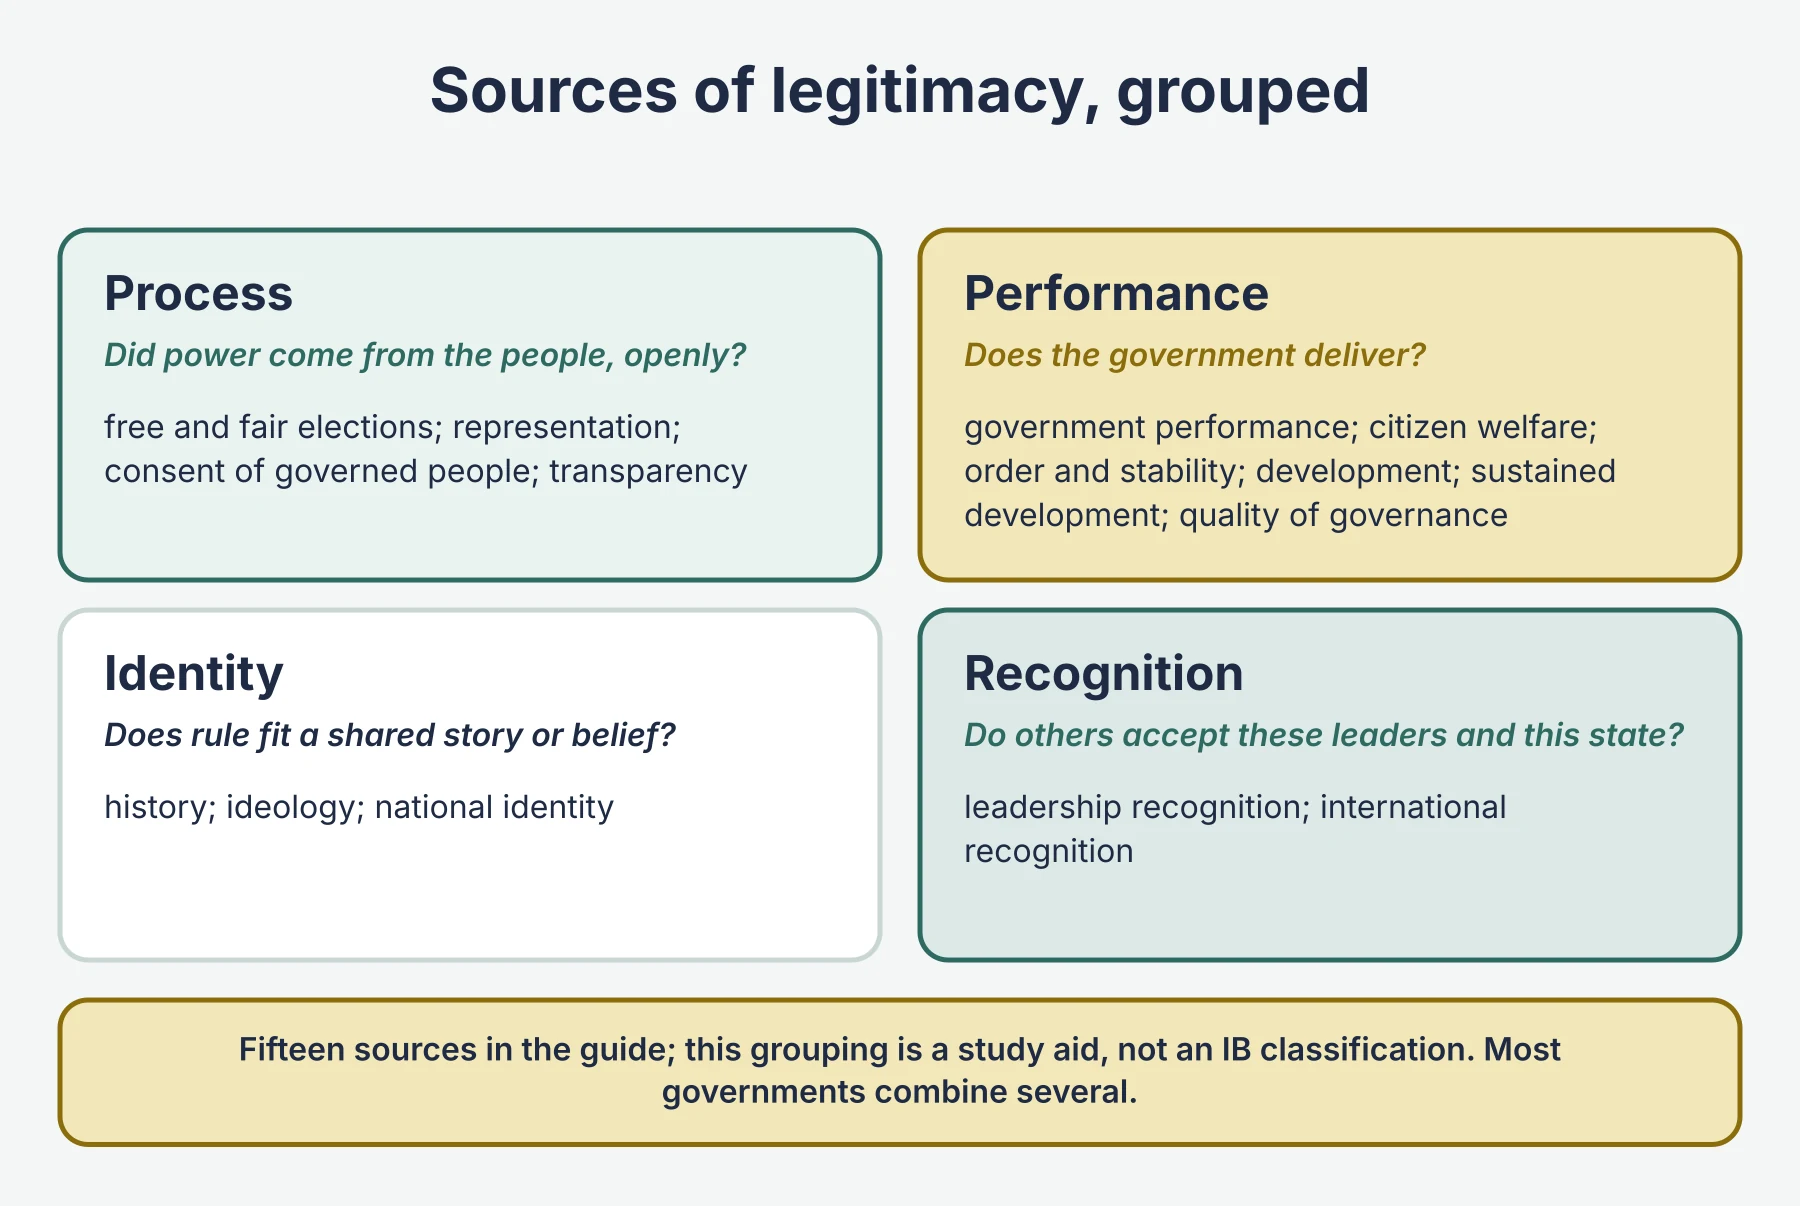 Sources of legitimacy, grouped
Process
Did power come from the people, openly?
free and fair elections; representation;
consent of governed people; transparency
Performance
Does the government deliver?
government performance; citizen welfare;
order and stability; development; sustained
development; quality of governance
Identity
Does rule fit a shared story or belief?
history; ideology; national identity
Recognition
Do others accept these leaders and this state?
leadership recognition; international
recognition
Fifteen sources in the guide; this grouping is a study aid, not an IB classification. Most
governments combine several.